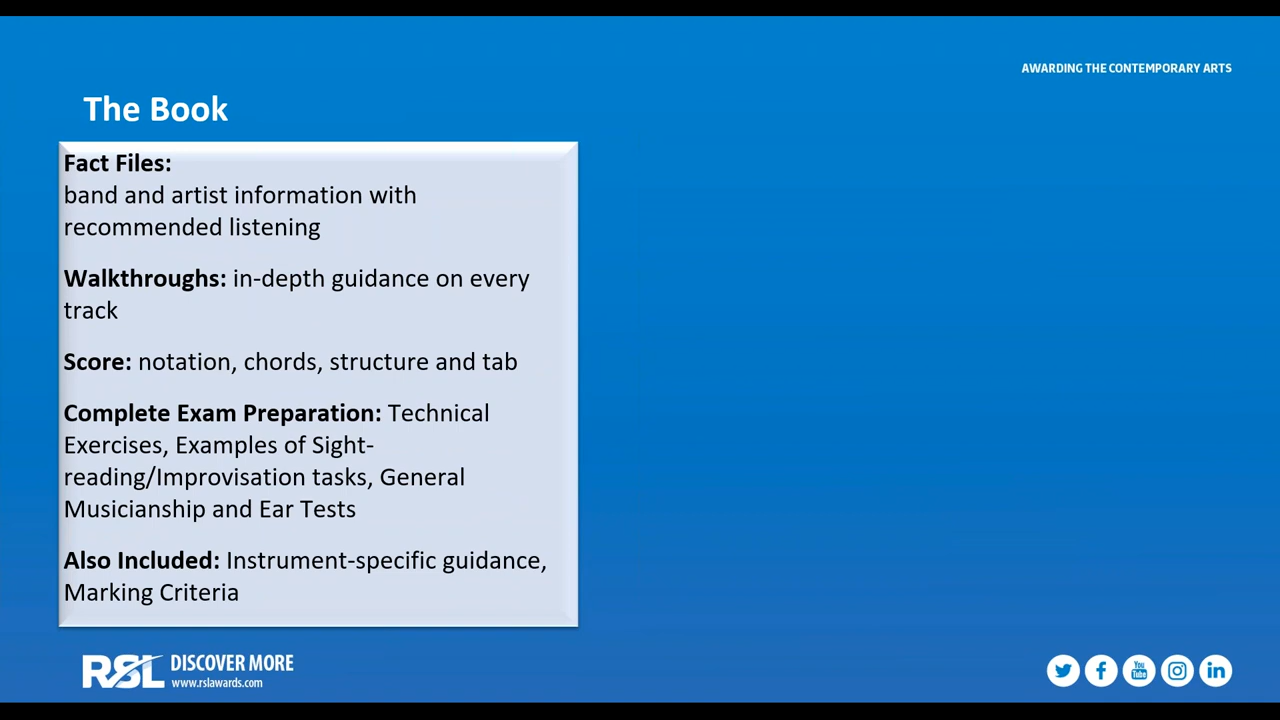 AWARDING THE CONTEMPORARY ARTS
The Book
Fact Files:
band and artist information with
recommended listening
Walkthroughs: in-depth guidance on every
track
Score: notation, chords, structure and tab
Complete Exam Preparation: Technical
Exercises, Examples of Sight-
reading/Improvisation tasks, General
Musicianship and Ear Tests
Also Included: Instrument-specific guidance,
Marking Criteria
RSL DISCOVER MORE
www.rslawards.com
You
Tube
in